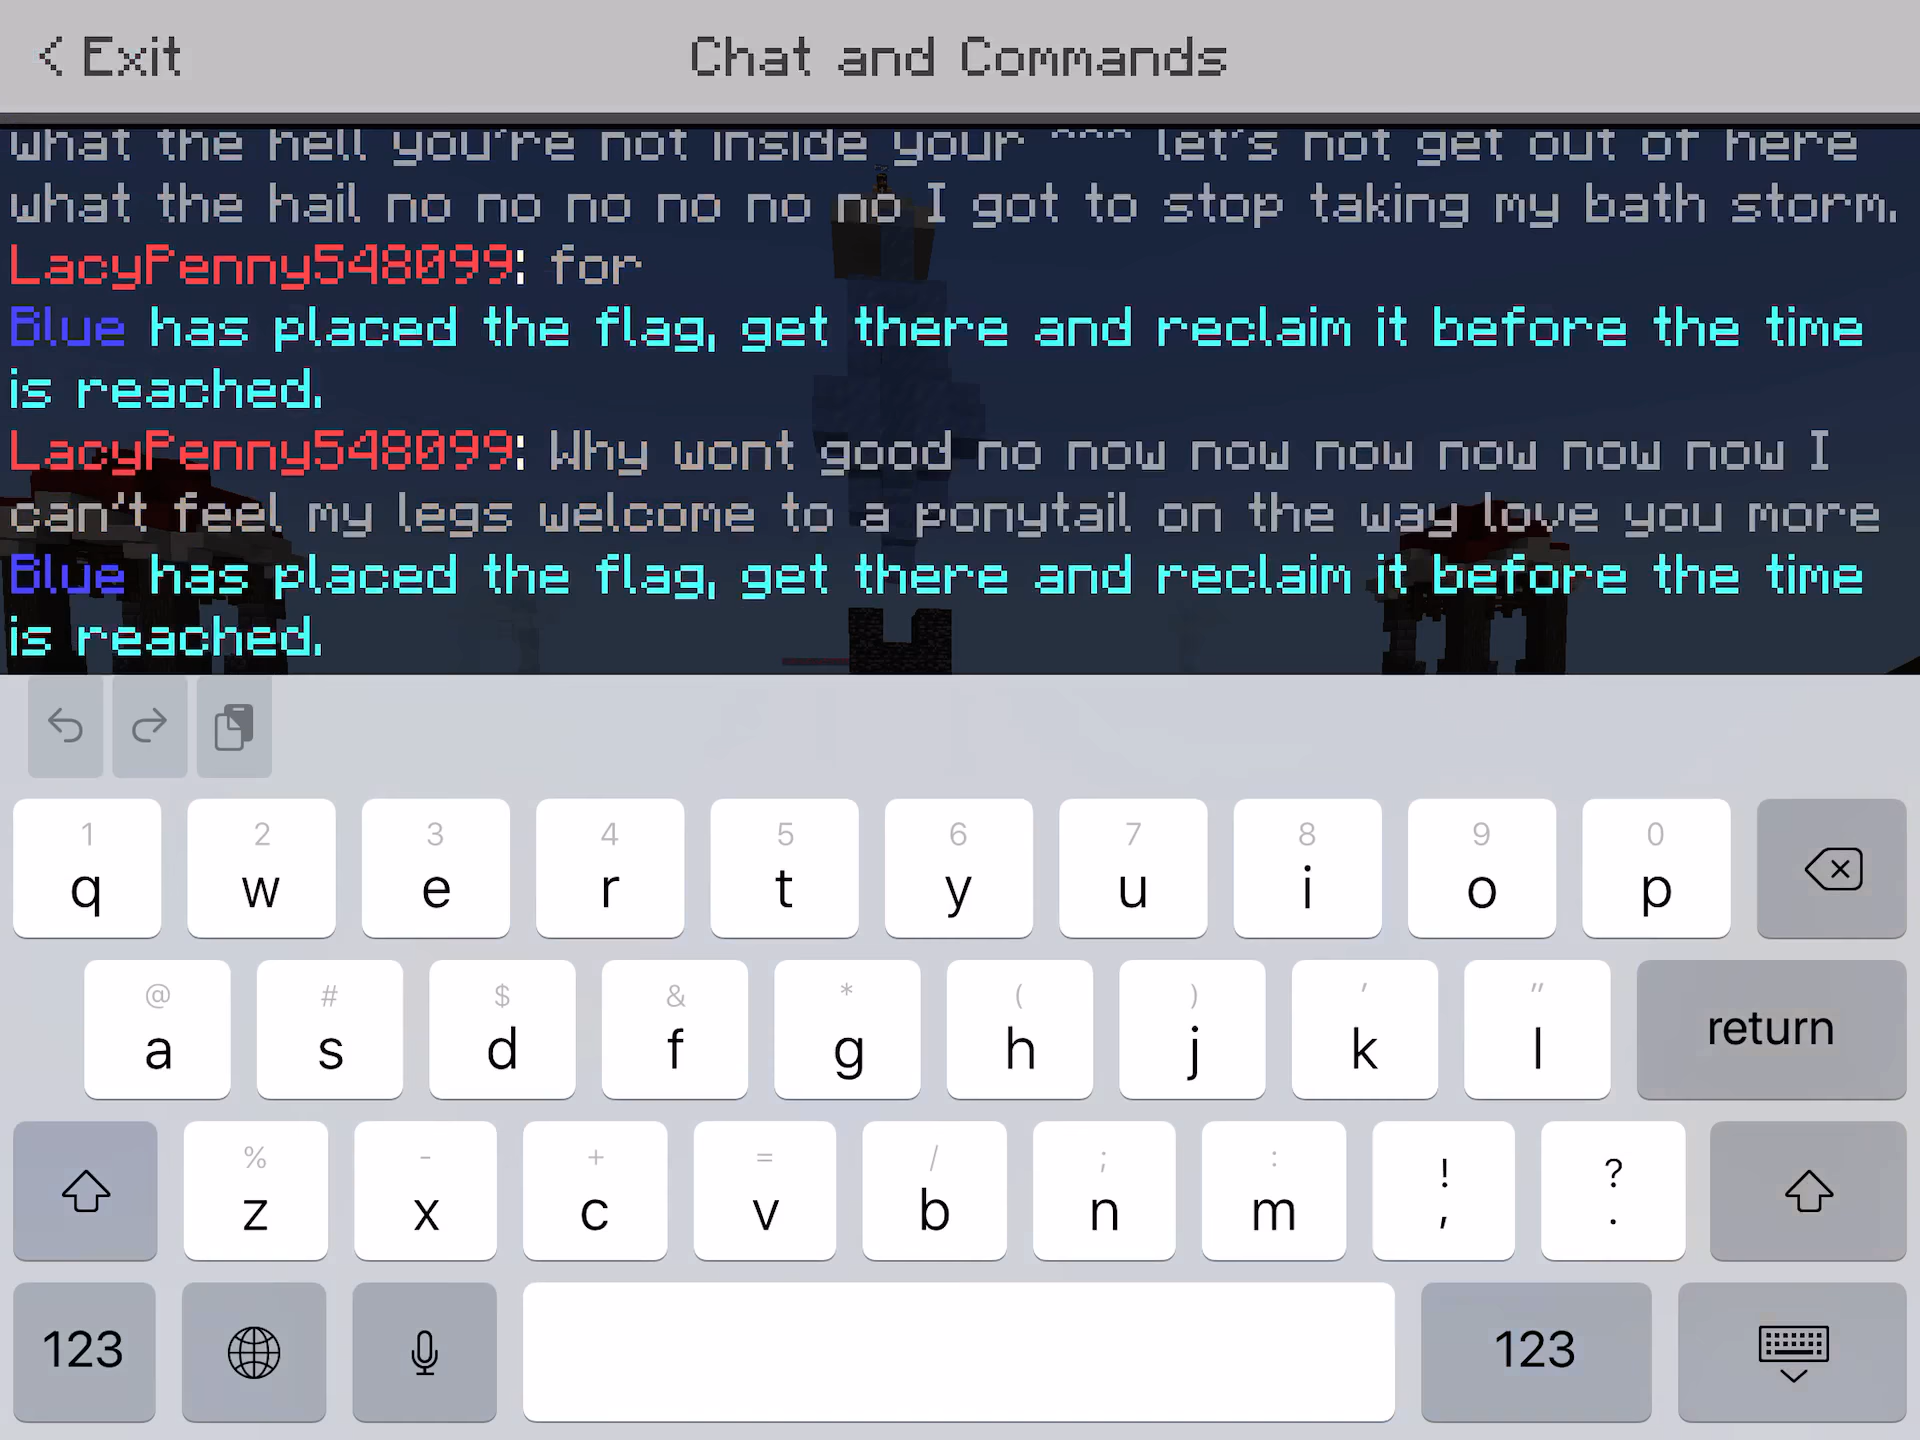 < Exit
Chat and Commands
what the hell you're not inside your ^^^ let's not get out of here
what the hail no no no no no no I got to stop taking my bath storm.
LacyPenny548099: for
Blue has placed the flag, get there and reclaim it before the time
is reached.
LacyPenny548099: Why wont good no now now now now now now I
can't feel my legs welcome to a ponytail on the way love you more
Blue has placed the flag, get there and reclaim it before the time
is reached.
1 2 3 4 5 6 7 8 9 0
q w e r t y u i o p
@ # $ & * ( ) ' "
a s d f g h j k l return
% - + = / ; : ! ?
z x c v b n m , .
123 123